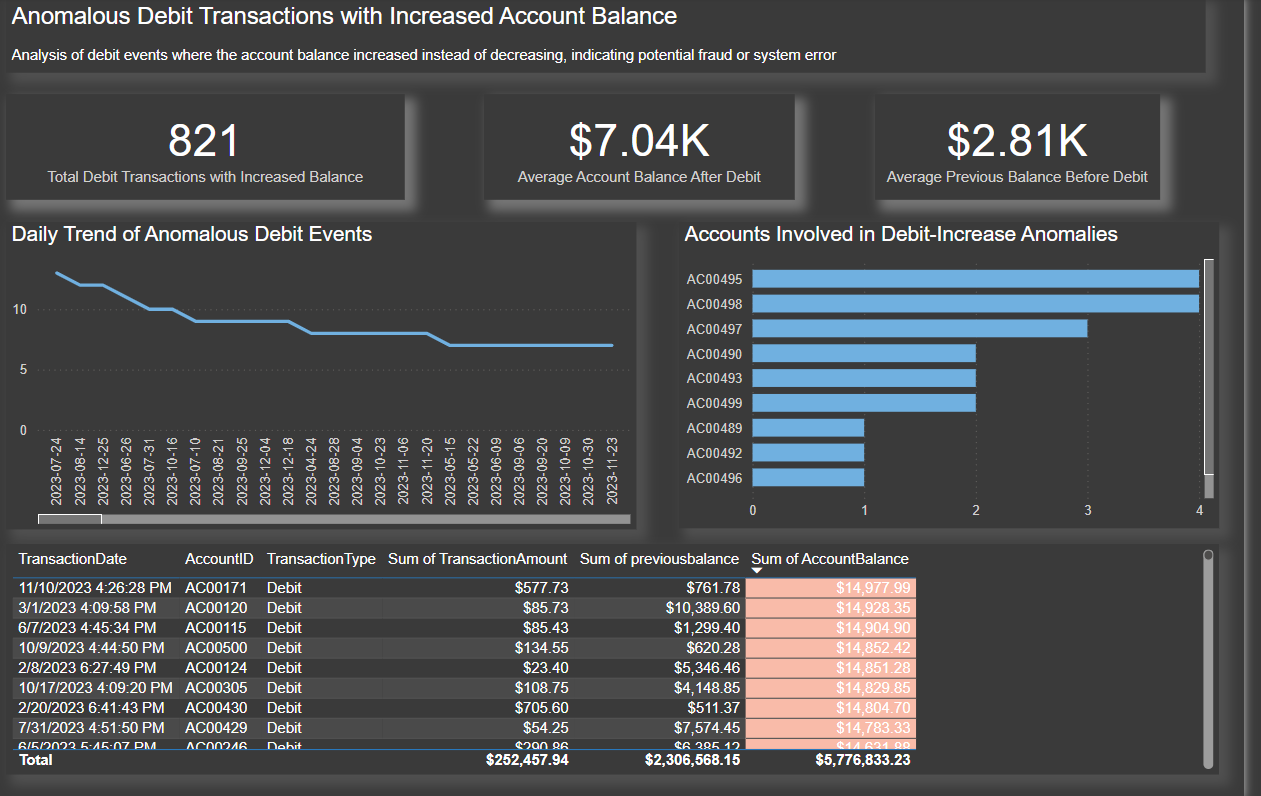 Anomalous Debit Transactions with Increased Account Balance
Analysis of debit events where the account balance increased instead of decreasing, indicating potential fraud or system error
821
Total Debit Transactions with Increased Balance
$7.04K
Average Account Balance After Debit
$2.81K
Average Previous Balance Before Debit
Daily Trend of Anomalous Debit Events
10
5
0
2023-07-24
2023-08-14
2023-12-25
2023-06-26
2023-07-31
2023-10-16
2023-07-10
2023-08-21
2023-09-25
2023-12-04
2023-12-18
2023-04-24
2023-08-28
2023-09-04
2023-10-23
2023-11-06
2023-11-20
2023-05-15
2023-05-22
2023-06-09
2023-09-06
2023-09-20
2023-10-09
2023-10-30
2023-11-23
Accounts Involved in Debit-Increase Anomalies
AC00495
AC00498
AC00497
AC00490
AC00493
AC00499
AC00489
AC00492
AC00496
0 1 2 3 4
TransactionDate AccountID TransactionType Sum of TransactionAmount Sum of previousbalance Sum of AccountBalance
11/10/2023 4:26:28 PM AC00171 Debit $577.73 $761.78 $14,977.99
3/1/2023 4:09:58 PM AC00120 Debit $85.73 $10,389.60 $14,928.35
6/7/2023 4:45:34 PM AC00115 Debit $85.43 $1,299.40 $14,904.90
10/9/2023 4:44:50 PM AC00500 Debit $134.55 $620.28 $14,852.42
2/8/2023 6:27:49 PM AC00124 Debit $23.40 $5,346.46 $14,851.28
10/17/2023 4:09:20 PM AC00305 Debit $108.75 $4,148.85 $14,829.85
2/20/2023 6:41:43 PM AC00430 Debit $705.60 $511.37 $14,804.70
7/31/2023 4:51:50 PM AC00429 Debit $54.25 $7,574.45 $14,783.33
6/5/2023 5:45:07 PM AC00246 Debit $290.86 $6,385.12 $14,631.88
Total $252,457.94 $2,306,568.15 $5,776,833.23